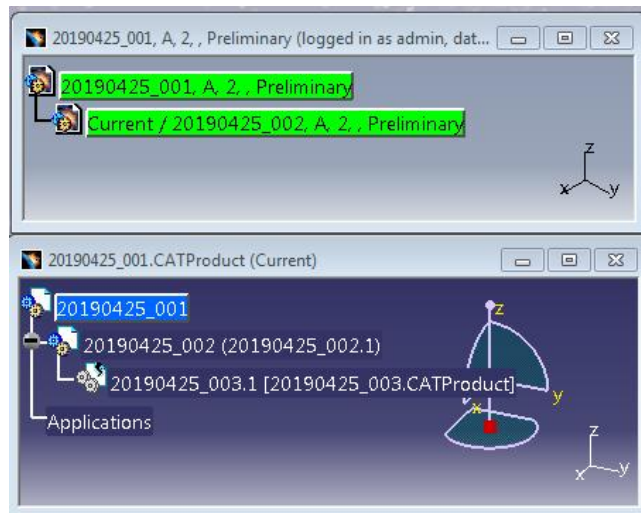 20190425_001, A, 2, , Preliminary (logged in as admin, dat...
20190425_001, A, 2, , Preliminary
Current / 20190425_002, A, 2, , Preliminary
z
x
y
20190425_001.CATProduct (Current)
20190425_001
z
20190425_002 (20190425_002.1)
20190425_003.1 [20190425_003.CATProduct]
y
x
Applications
z
x
y